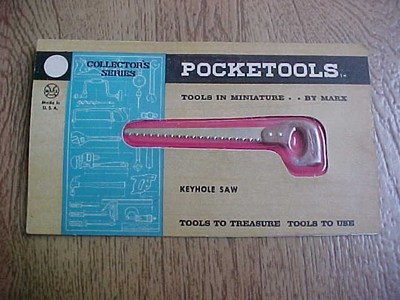 COLLECTOR'S
SERIES
POCKETOOLS
Made in
U. S. A.
TOOLS IN MINIATURE . . BY MARX
KEYHOLE SAW
TOOLS TO TREASURE TOOLS TO USE